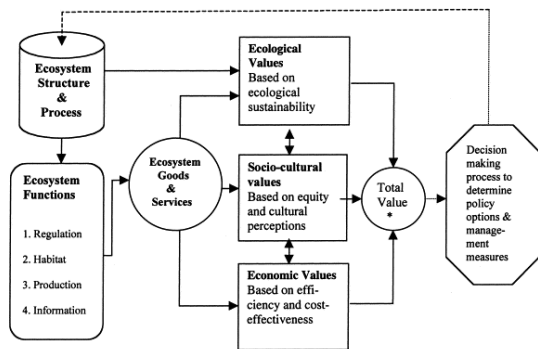 Ecosystem
Structure
&
Process
Ecosystem
Functions
1. Regulation
2. Habitat
3. Production
4. Information
Ecosystem
Goods
&
Services
Ecological
Values
Based on
ecological
sustainability
Socio-cultural
values
Based on equity
and cultural
perceptions
Economic Values
Based on effi-
ciency and cost-
effectiveness
Total
Value
*
Decision
making
process to
determine
policy
options &
manage-
ment
measures